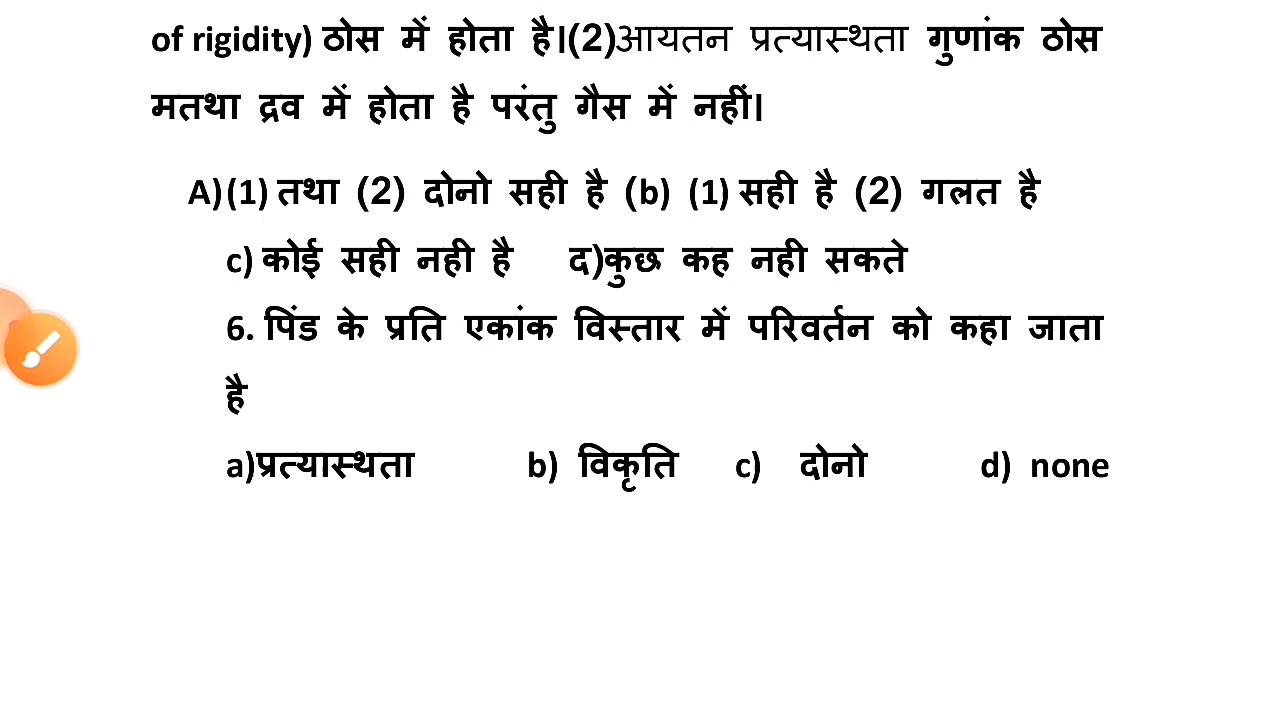 of rigidity) ठोस में होता है।(2)आयतन प्रत्यास्थता गुणांक ठोस
मतथा द्रव में होता है परंतु गैस में नहीं।
A)(1) तथा (2) दोनो सही है (b) (1) सही है (2) गलत है
c) कोई सही नही है द)कुछ कह नही सकते
6. पिंड के प्रति एकांक विस्तार में परिवर्तन को कहा जाता
है
a)प्रत्यास्थता b) विकृति c) दोनो d) none